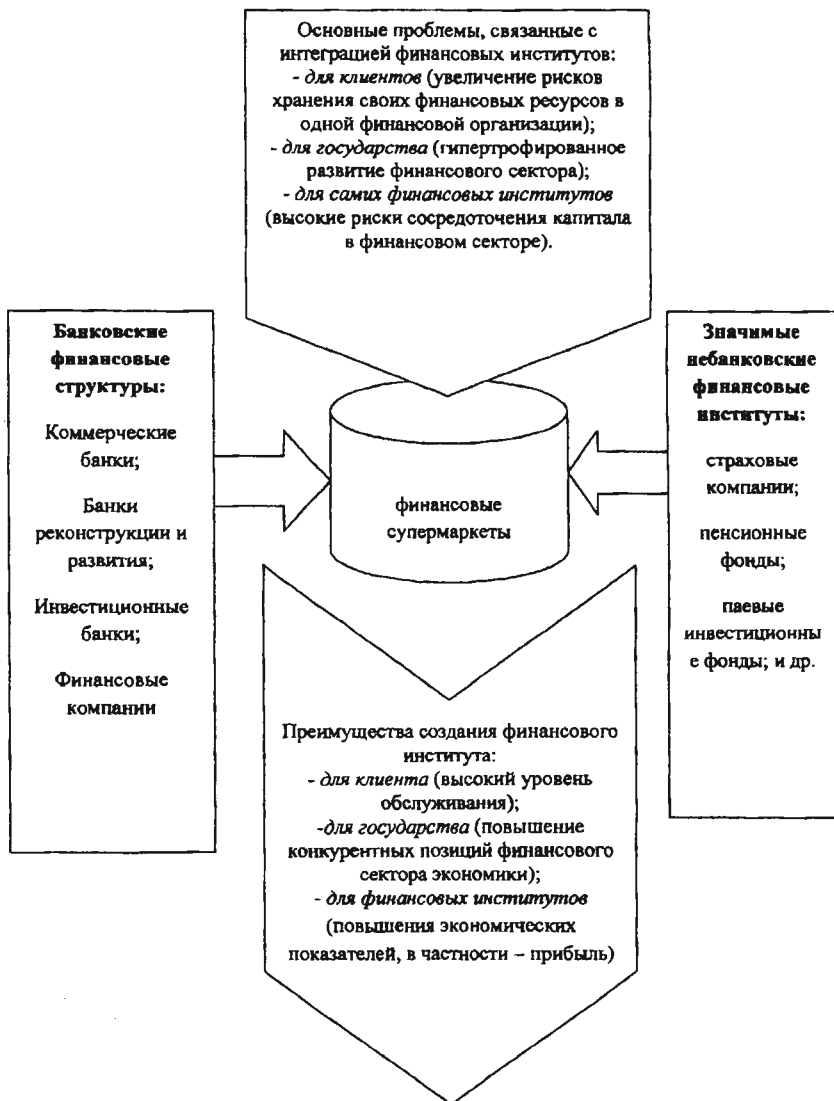 Основные проблемы, связанные с
интеграцией финансовых институтов:
- для клиентов (увеличение рисков
хранения своих финансовых ресурсов в
одной финансовой организации);
- для государства (гипертрофированное
развитие финансового сектора);
- для самих финансовых институтов
(высокие риски сосредоточения капитала
в финансовом секторе).
Банковские
финансовые
структуры:
Коммерческие
банки;
Банки
реконструкции и
развития;
Инвестиционные
банки;
Финансовые
компании
финансовые
супермаркеты
Значимые
небанковские
финансовые
институты:
страховые
компании;
пенсионные
фонды;
паевые
инвестиционны
е фонды; и др.
Преимущества создания финансового
института:
- для клиента (высокий уровень
обслуживания);
-для государства (повышение
конкурентных позиций финансового
сектора экономики);
- для финансовых институтов
(повышения экономических
показателей, в частности – прибыль)